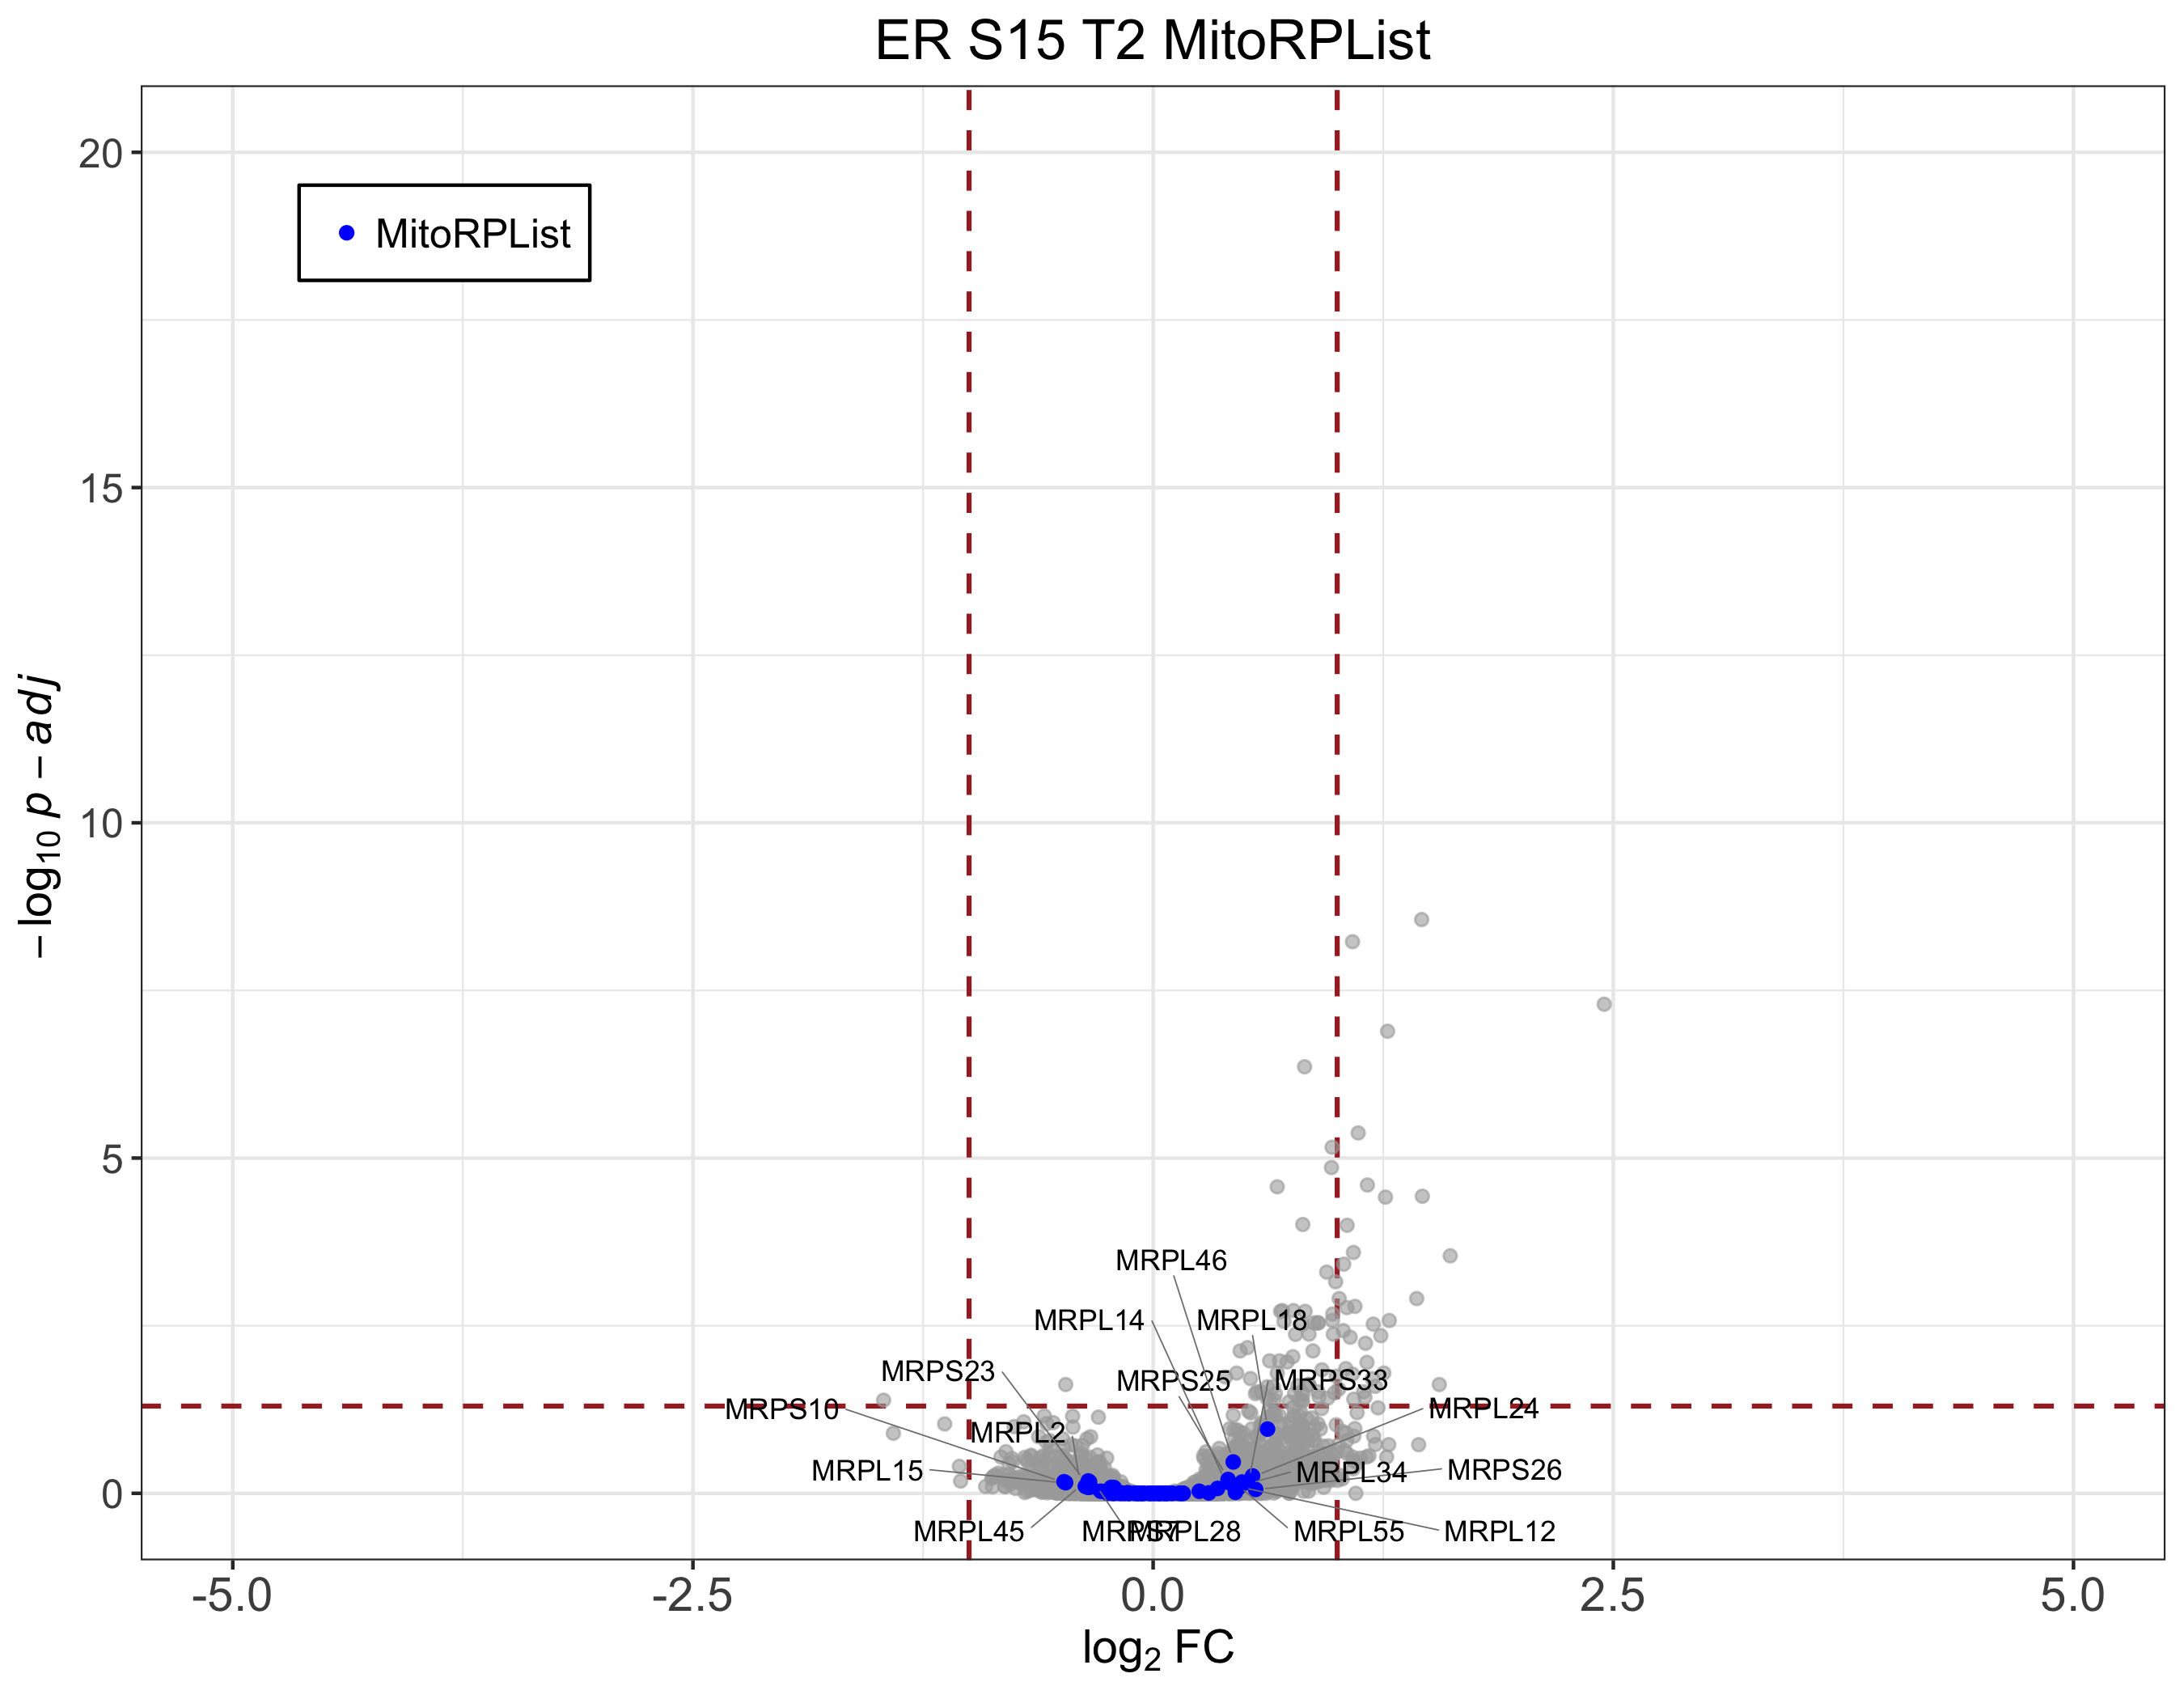 ER S15 T2 MitoRPList
20
MitoRPList
15
10
5
0
−log10 p − adj
MRPL46
MRPL14
MRPL18
MRPS23
MRPS25
MRPS33
MRPS10
MRPL24
MRPL2
MRPL15
MRPL34
MRPS26
MRPL45
MRPS7
MRPL28
MRPL55
MRPL12
-5.0
-2.5
0.0
2.5
5.0
log2 FC